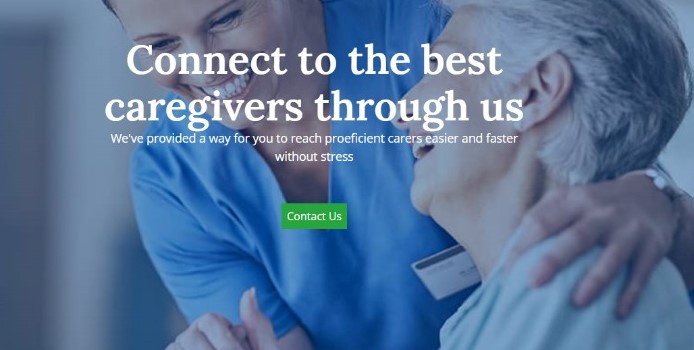 Connect to the best
caregivers through us
We've provided a way for you to reach proeficient carers easier and faster
without stress
Contact Us